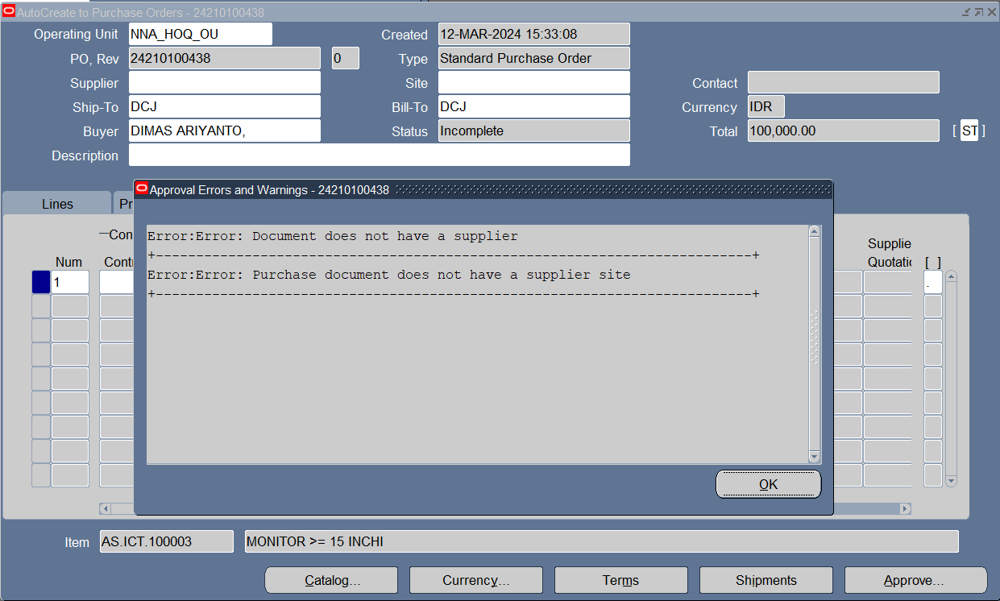 AutoCreate to Purchase Orders - 24210100438
Operating Unit NNA_HOQ_OU Created 12-MAR-2024 15:33:08
PO, Rev 24210100438 0 Type Standard Purchase Order
Supplier Site Contact
Ship-To DCJ Bill-To DCJ Currency IDR
Buyer DIMAS ARIYANTO, Status Incomplete Total 100,000.00 [ ST ]
Description
Approval Errors and Warnings - 24210100438
Lines Pr
Error:Error: Document does not have a supplier
+--------------------------------------------------------------------------+
Error:Error: Purchase document does not have a supplier site
+--------------------------------------------------------------------------+
Con
Supplie
Num Contr Quotatic [ ]
1 .
OK
Item AS.ICT.100003 MONITOR >= 15 INCHI
Catalog... Currency... Terms Shipments Approve...